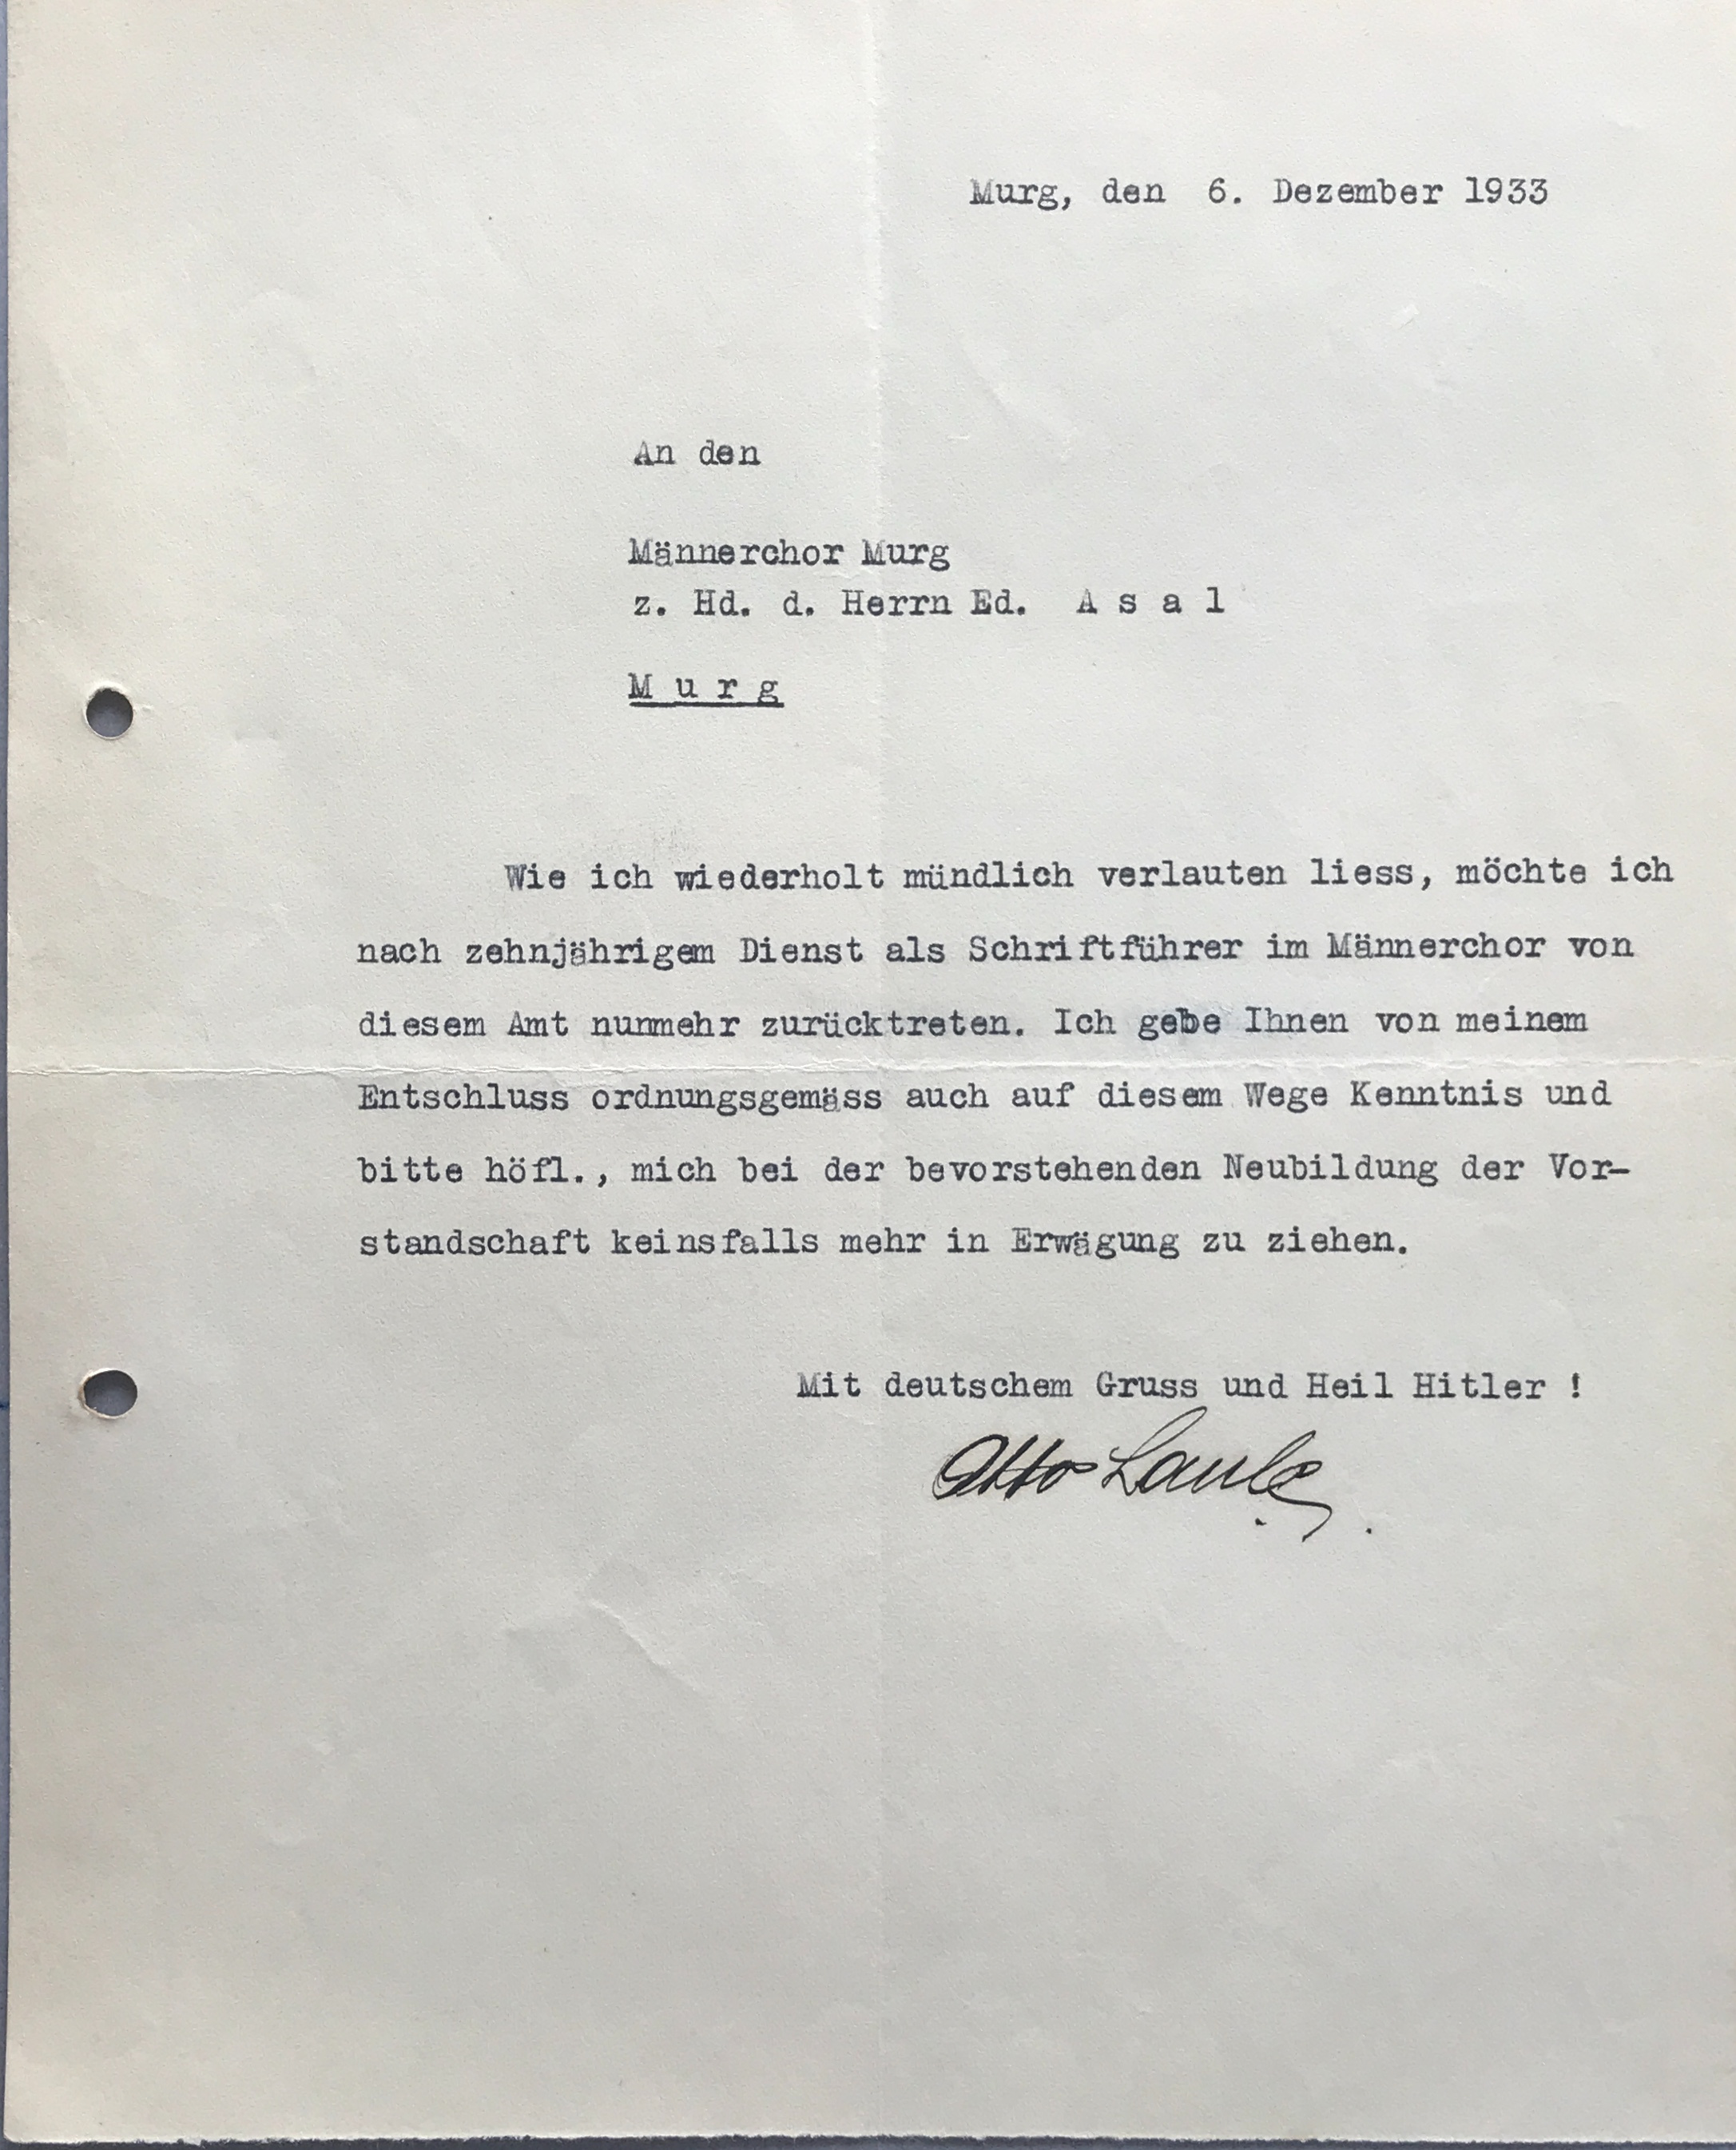 Murg, den 6. Dezember 1933
An den
Männerchor Murg
z. Hd. d. Herrn Ed. A s a l
M u r g
Wie ich wiederholt mündlich verlauten liess, möchte ich
nach zehnjährigem Dienst als Schriftführer im Männerchor von
diesem Amt nunmehr zurücktreten. Ich gebe Ihnen von meinem
Entschluss ordnungsgemäss auch auf diesem Wege Kenntnis und
bitte höfl., mich bei der bevorstehenden Neubildung der Vor-
standschaft keinsfalls mehr in Erwägung zu ziehen.
Mit deutschem Gruss und Heil Hitler !
Otto Laule